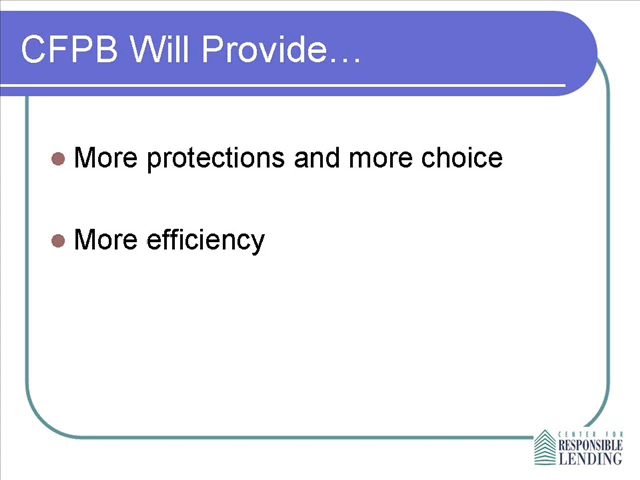 CFPB Will Provide…
More protections and more choice
More efficiency
CENTER FOR
RESPONSIBLE
LENDING